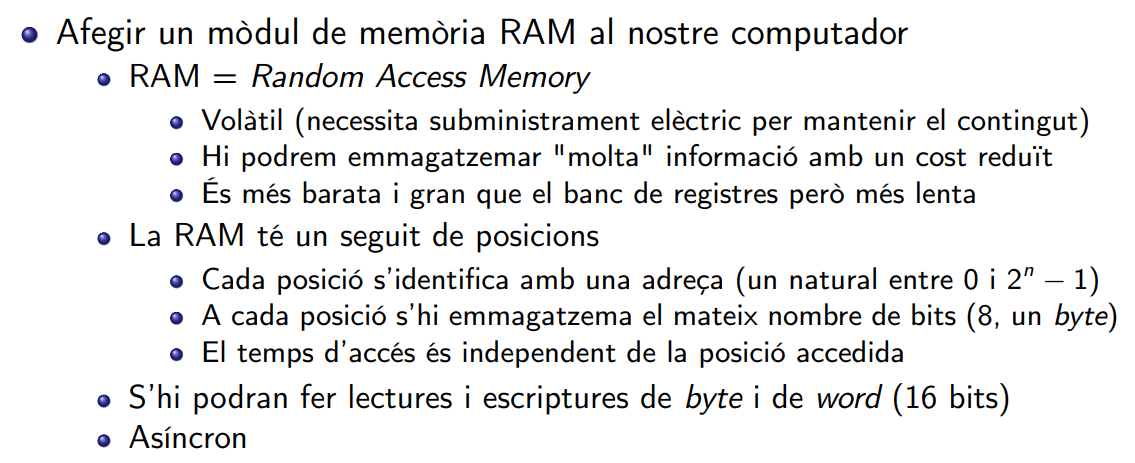 Afegir un mòdul de memòria RAM al nostre computador
RAM = Random Access Memory
Volàtil (necessita subministrament elèctric per mantenir el contingut)
Hi podrem emmagatzemar "molta" informació amb un cost reduït
És més barata i gran que el banc de registres però més lenta
La RAM té un seguit de posicions
Cada posició s'identifica amb una adreça (un natural entre 0 i 2ⁿ − 1)
A cada posició s'hi emmagatzema el mateix nombre de bits (8, un byte)
El temps d'accés és independent de la posició accedida
S'hi podran fer lectures i escriptures de byte i de word (16 bits)
Asíncron